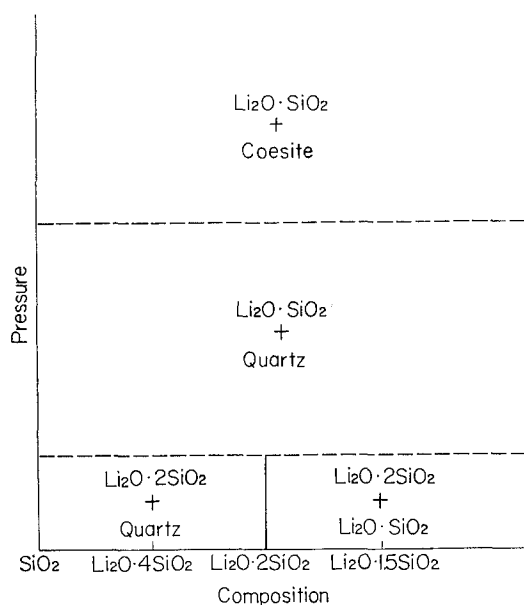 Li₂O·SiO₂
+
Coesite
Li₂O·SiO₂
+
Quartz
Pressure
Li₂O·2SiO₂
+
Quartz
Li₂O·2SiO₂
+
Li₂O·SiO₂
SiO₂ Li₂O·4SiO₂ Li₂O·2SiO₂ Li₂O·1.5SiO₂
Composition